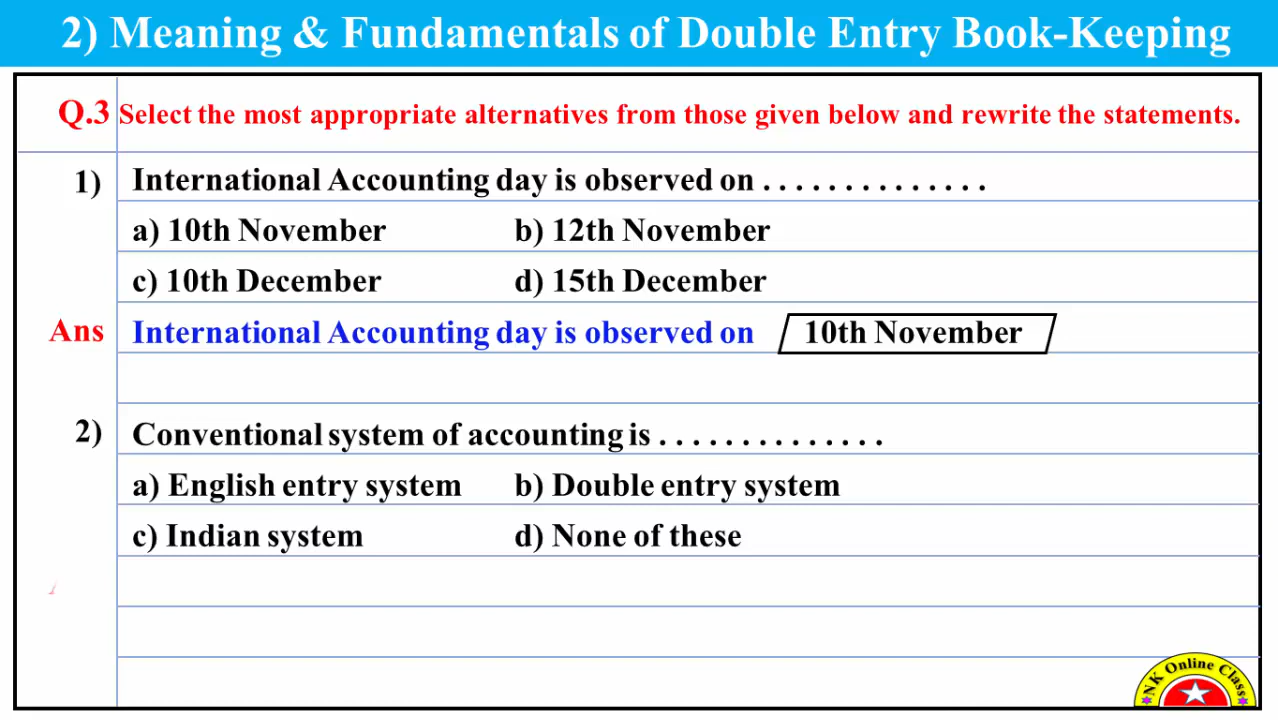 2) Meaning & Fundamentals of Double Entry Book-Keeping
Q.3 Select the most appropriate alternatives from those given below and rewrite the statements.
1) International Accounting day is observed on . . . . . . . . . . . . . .
a) 10th November b) 12th November
c) 10th December d) 15th December
Ans International Accounting day is observed on 10th November
2) Conventional system of accounting is . . . . . . . . . . . . . .
a) English entry system b) Double entry system
c) Indian system d) None of these
NK Online Class